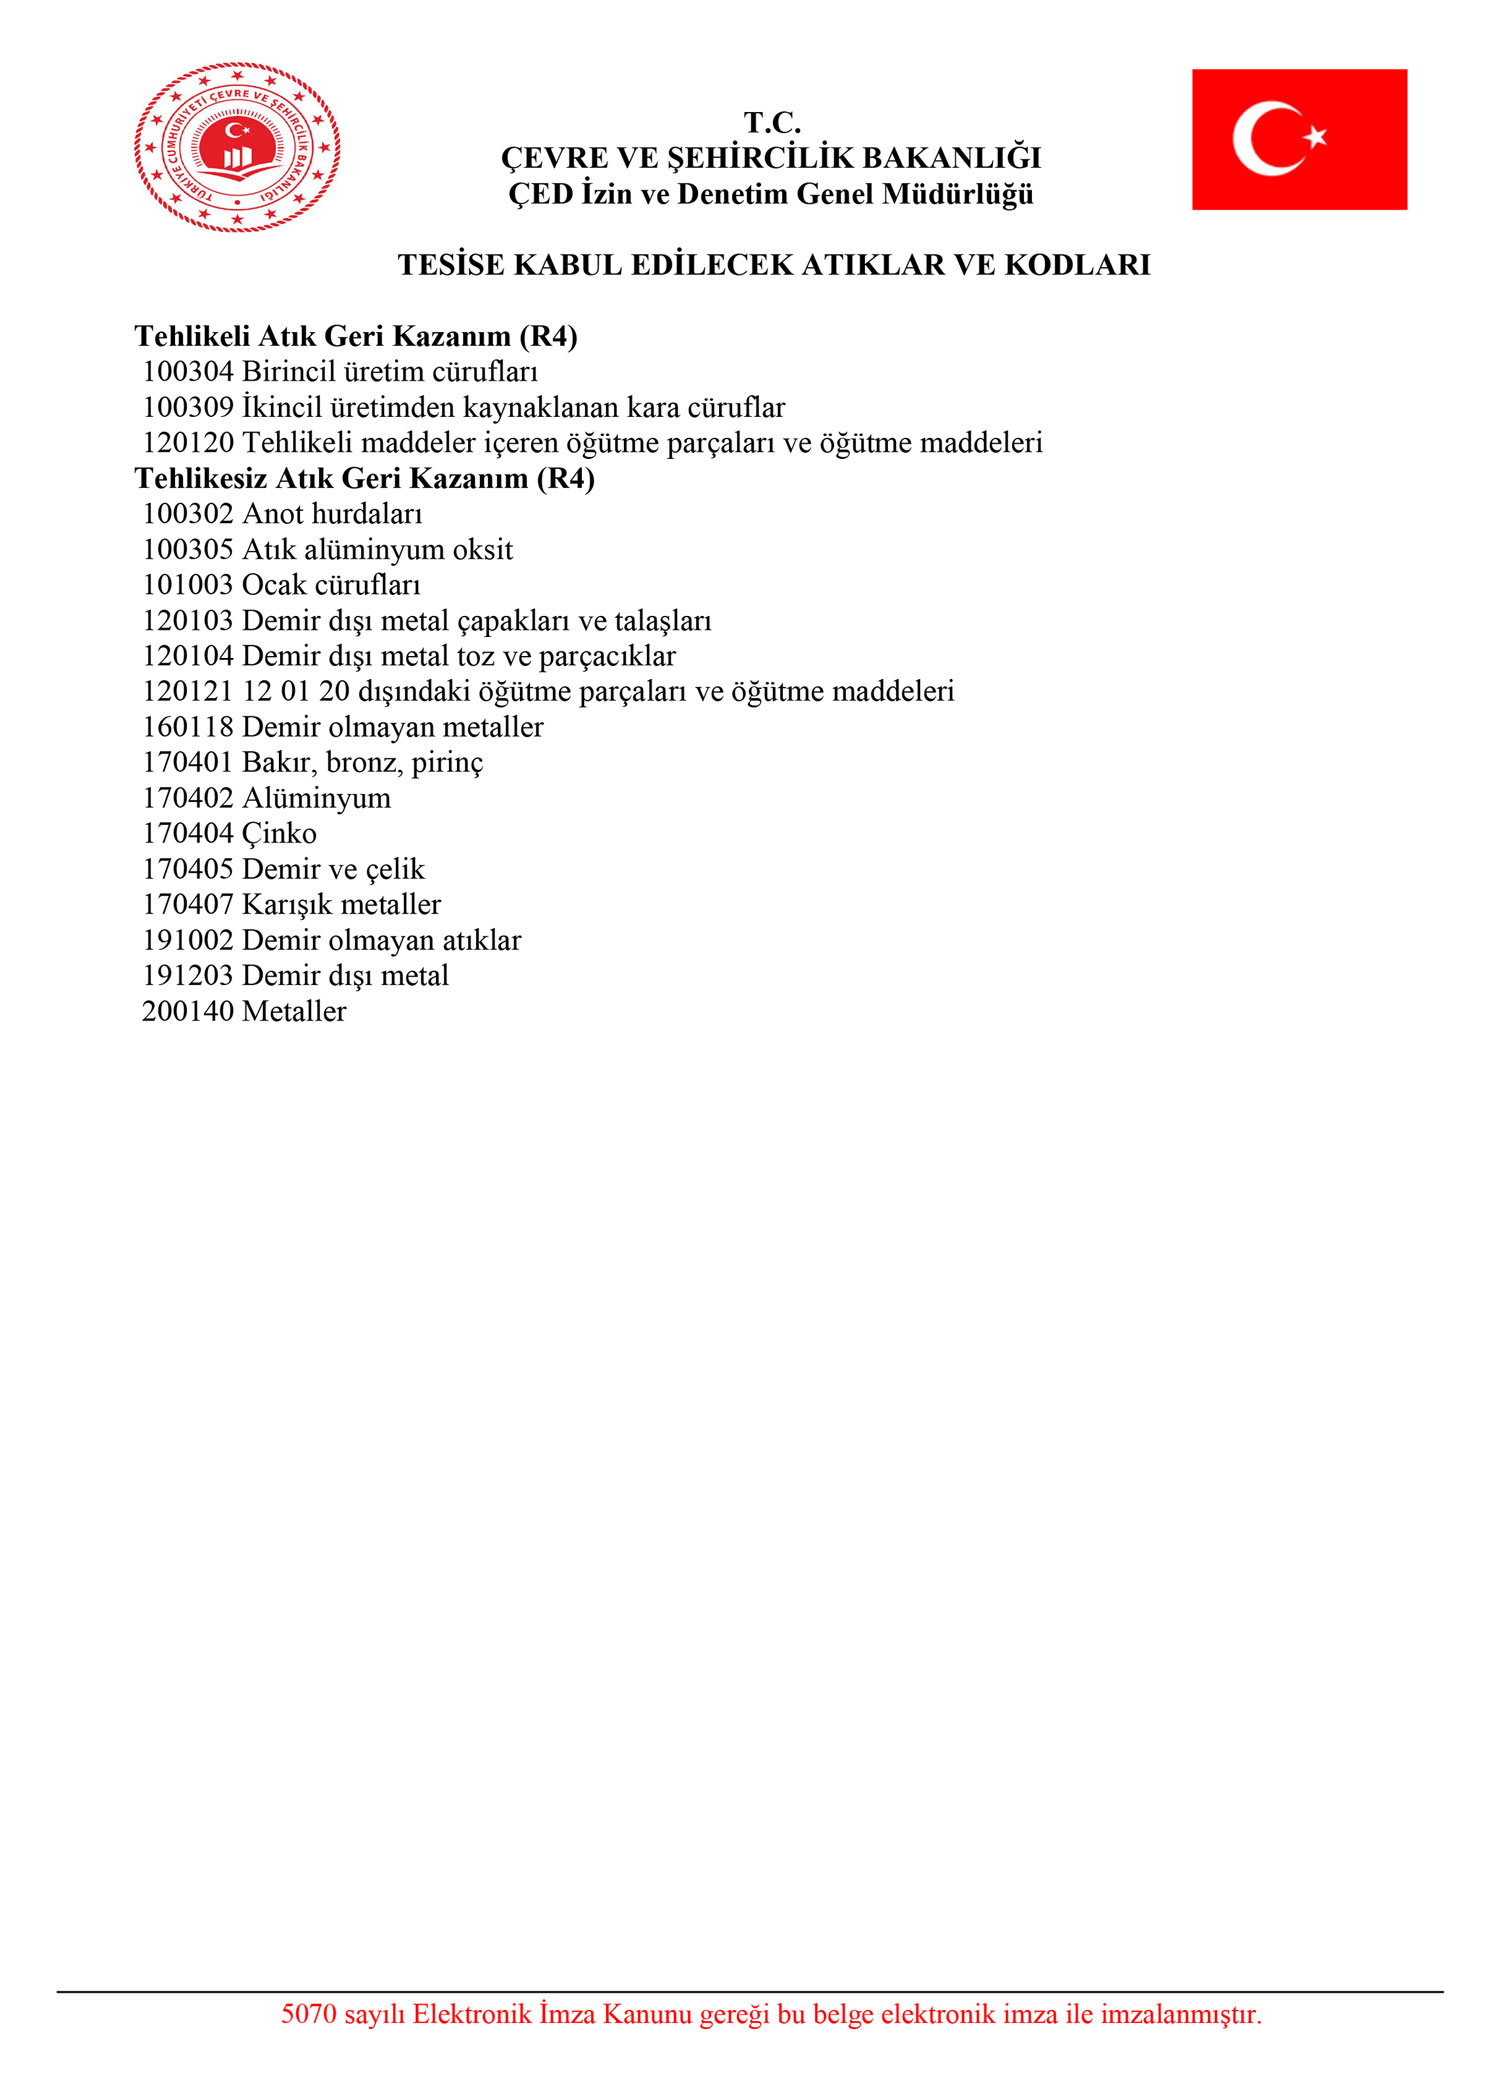 TÜRKİYE CUMHURİYETİ ÇEVRE VE ŞEHİRCİLİK BAKANLIĞI
T.C.
ÇEVRE VE ŞEHİRCİLİK BAKANLIĞI
ÇED İzin ve Denetim Genel Müdürlüğü
TESİSE KABUL EDİLECEK ATIKLAR VE KODLARI
Tehlikeli Atık Geri Kazanım (R4)
100304 Birincil üretim cürufları
100309 İkincil üretimden kaynaklanan kara cüruflar
120120 Tehlikeli maddeler içeren öğütme parçaları ve öğütme maddeleri
Tehlikesiz Atık Geri Kazanım (R4)
100302 Anot hurdaları
100305 Atık alüminyum oksit
101003 Ocak cürufları
120103 Demir dışı metal çapakları ve talaşları
120104 Demir dışı metal toz ve parçacıklar
120121 12 01 20 dışındaki öğütme parçaları ve öğütme maddeleri
160118 Demir olmayan metaller
170401 Bakır, bronz, pirinç
170402 Alüminyum
170404 Çinko
170405 Demir ve çelik
170407 Karışık metaller
191002 Demir olmayan atıklar
191203 Demir dışı metal
200140 Metaller
5070 sayılı Elektronik İmza Kanunu gereği bu belge elektronik imza ile imzalanmıştır.